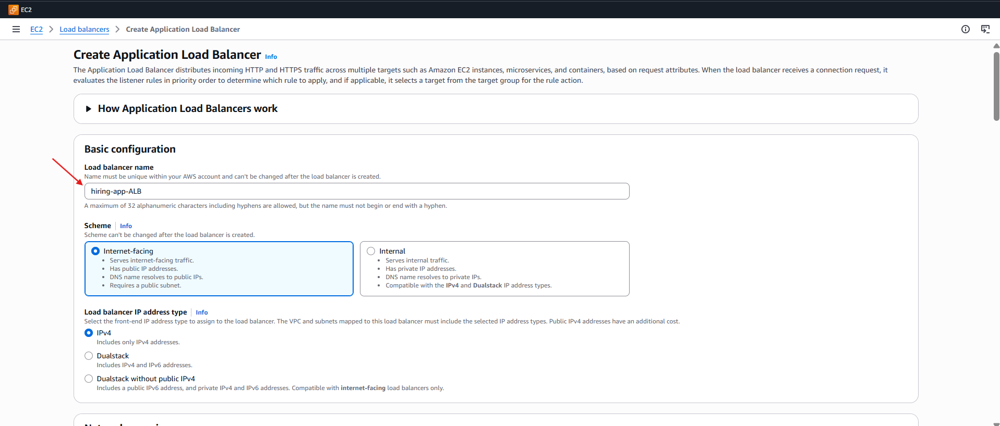 EC2
EC2 > Load balancers > Create Application Load Balancer
Create Application Load Balancer Info
The Application Load Balancer distributes incoming HTTP and HTTPS traffic across multiple targets such as Amazon EC2 instances, microservices, and containers, based on request attributes. When the load balancer receives a connection request, it
evaluates the listener rules in priority order to determine which rule to apply, and if applicable, it selects a target from the target group for the rule action.
How Application Load Balancers work
Basic configuration
Load balancer name
Name must be unique within your AWS account and can't be changed after the load balancer is created.
hiring-app-ALB
A maximum of 32 alphanumeric characters including hyphens are allowed, but the name must not begin or end with a hyphen.
Scheme Info
Scheme can't be changed after the load balancer is created.
Internet-facing
• Serves internet-facing traffic.
• Has public IP addresses.
• DNS name resolves to public IPs.
• Requires a public subnet.
Internal
• Serves internal traffic.
• Has private IP addresses.
• DNS name resolves to private IPs.
• Compatible with the IPv4 and Dualstack IP address types.
Load balancer IP address type Info
Select the front-end IP address type to assign to the load balancer. The VPC and subnets mapped to this load balancer must include the selected IP address types. Public IPv4 addresses have an additional cost.
IPv4
Includes only IPv4 addresses.
Dualstack
Includes IPv4 and IPv6 addresses.
Dualstack without public IPv4
Includes a public IPv6 address, and private IPv4 and IPv6 addresses. Compatible with internet-facing load balancers only.